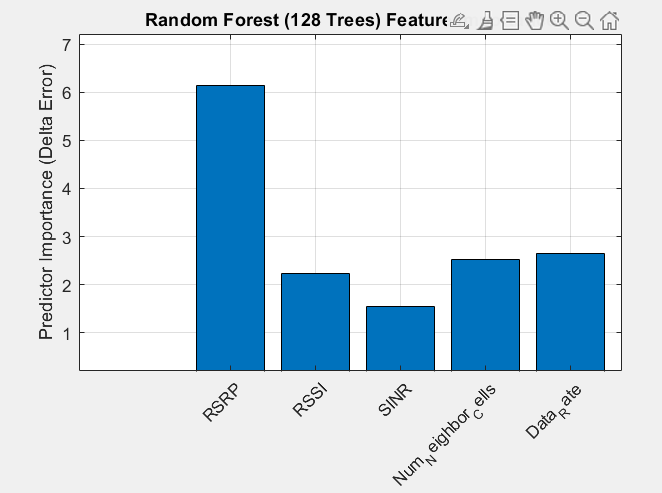 Random Forest (128 Trees) Feature
7
6
5
4
3
2
1
Predictor Importance (Delta Error)
RSRP
RSSI
SINR
Num_Neighbor_Cells
Data_Rate